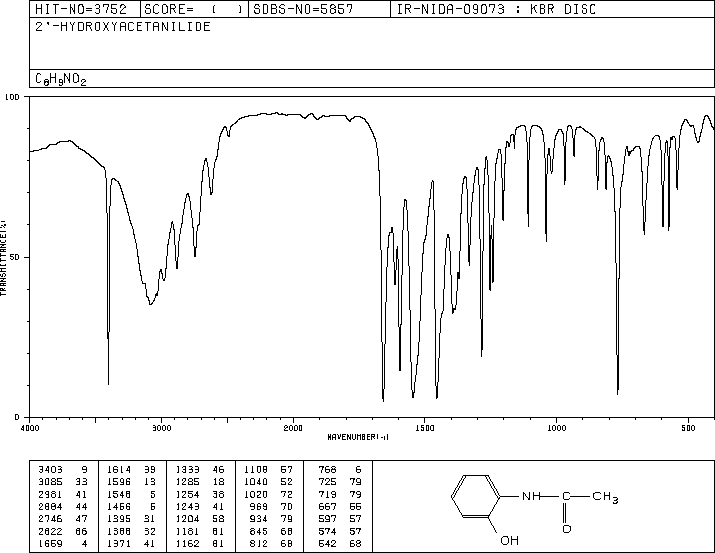 HIT-NO=3752 SCORE= ( ) SDBS-NO=5857 IR-NIDA-09073 : KBR DISC
2'-HYDROXYACETANILIDE
C8H9NO2
100
50
0
TRANSMITTANCE(%)
4000 3000 2000 1500 1000 500
WAVENUMBER(-1)
3403 9 1614 39 1333 46 1108 57 768 6
3085 33 1596 13 1285 18 1040 52 725 79
2981 41 1548 5 1254 38 1020 72 719 79
2884 44 1456 5 1243 41 969 70 667 55
2746 47 1395 31 1204 58 934 79 597 57
2622 66 1388 32 1181 81 845 68 574 57
1659 4 1371 41 1162 81 812 68 542 68
NH C CH3
O
OH